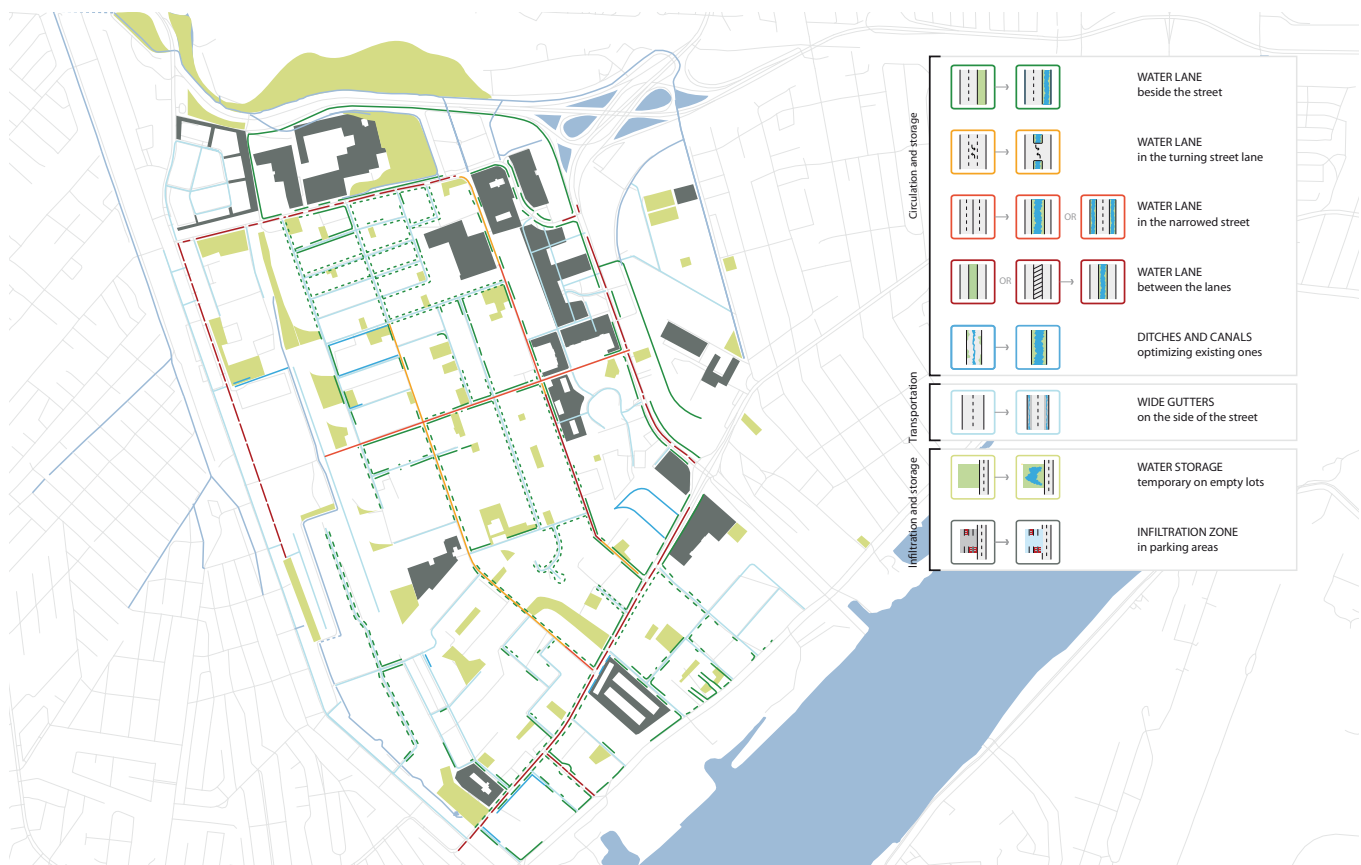 Circulation and storage
WATER LANE
beside the street
WATER LANE
in the turning street lane
OR
WATER LANE
in the narrowed street
OR
WATER LANE
between the lanes
DITCHES AND CANALS
optimizing existing ones
Transportation
WIDE GUTTERS
on the side of the street
Infiltration and storage
WATER STORAGE
temporary on empty lots
INFILTRATION ZONE
in parking areas